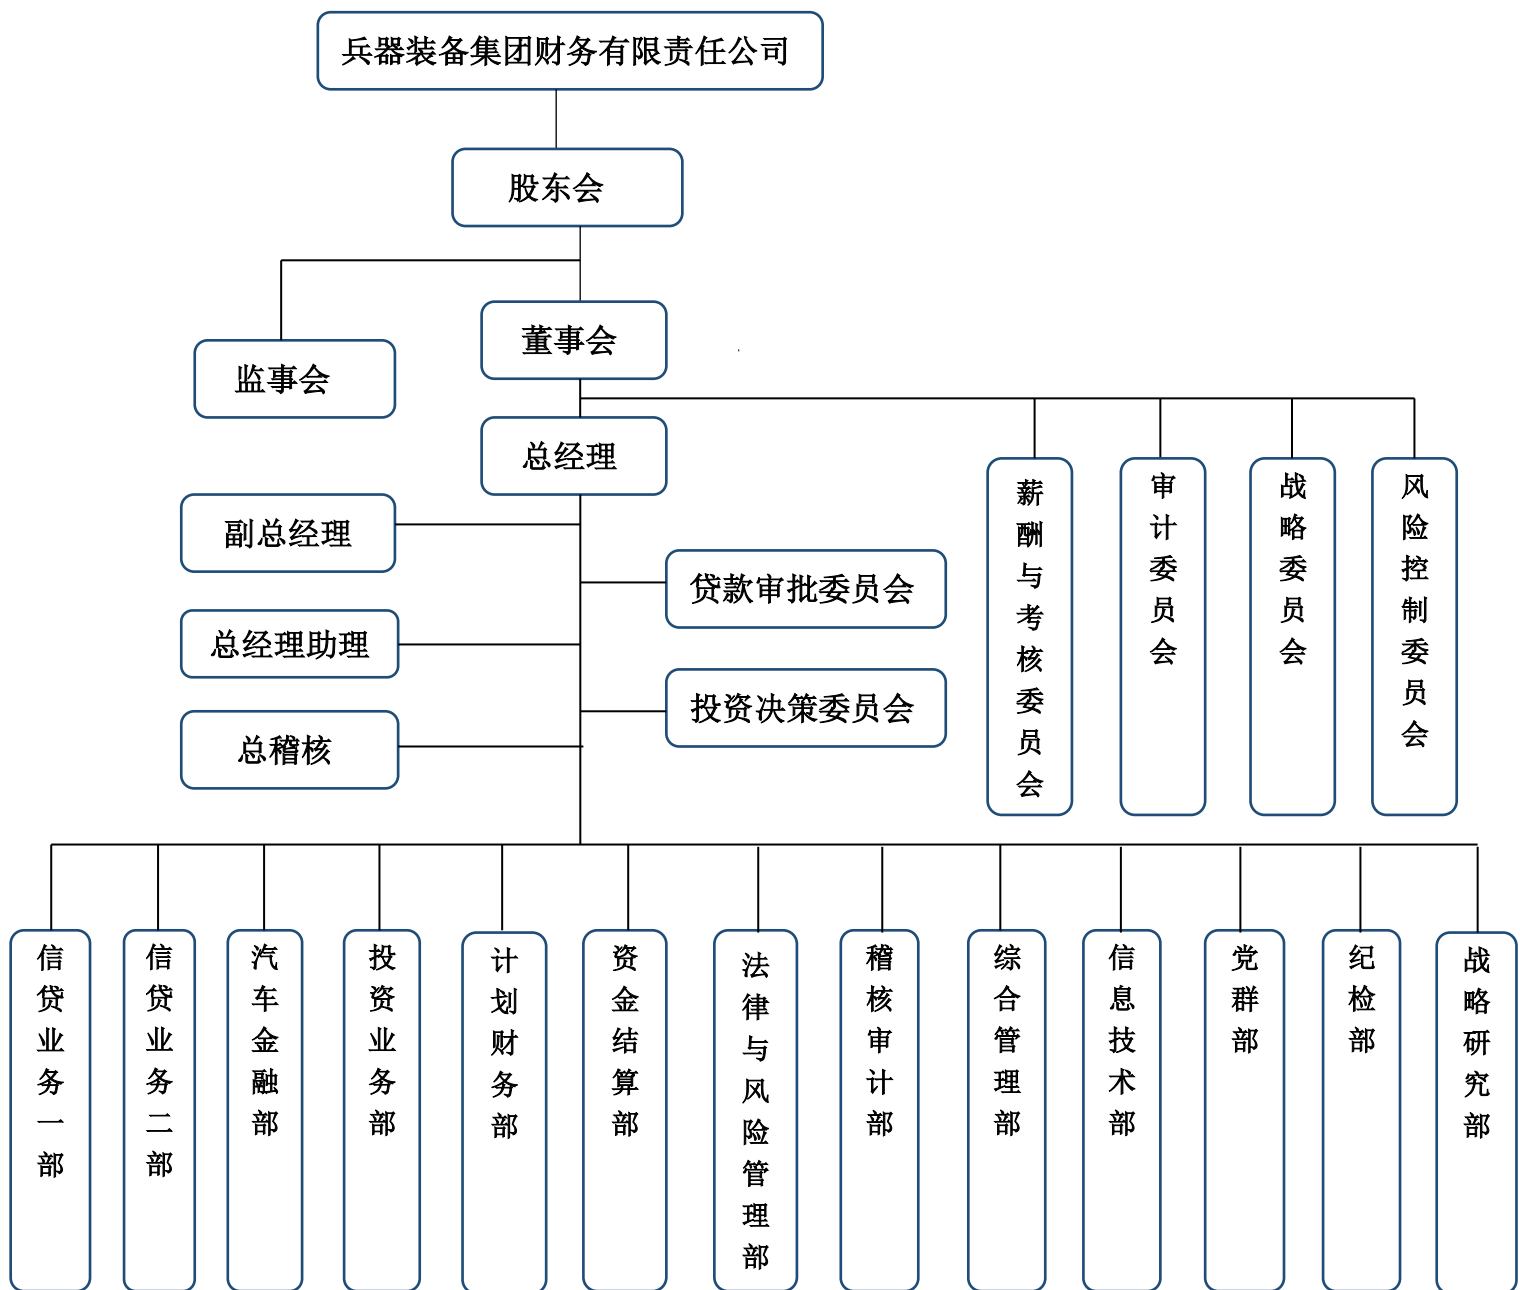 兵器装备集团财务有限责任公司
股东会
董事会
监事会
总经理
副总经理
总经理助理
总稽核
贷款审批委员会
投资决策委员会
薪酬与考核委员会
审计委员会
战略委员会
风险控制委员会
信贷业务一部
信贷业务二部
汽车金融部
投资业务部
计划财务部
资金结算部
法律与风险管理部
稽核审计部
综合管理部
信息技术部
党群部
纪检部
战略研究部